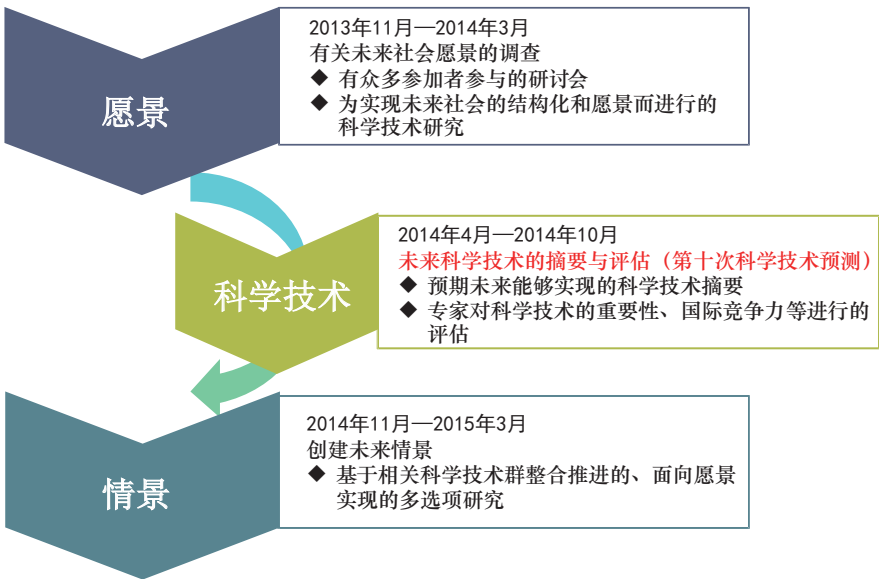 愿景
2013年11月—2014年3月
有关未来社会愿景的调查
◆ 有众多参加者参与的研讨会
◆ 为实现未来社会的结构化和愿景而进行的
科学技术研究
科学技术
2014年4月—2014年10月
未来科学技术的摘要与评估（第十次科学技术预测）
◆ 预期未来能够实现的科学技术摘要
◆ 专家对科学技术的重要性、国际竞争力等进行的
评估
情景
2014年11月—2015年3月
创建未来情景
◆ 基于相关科学技术群整合推进的、面向愿景
实现的多选项研究